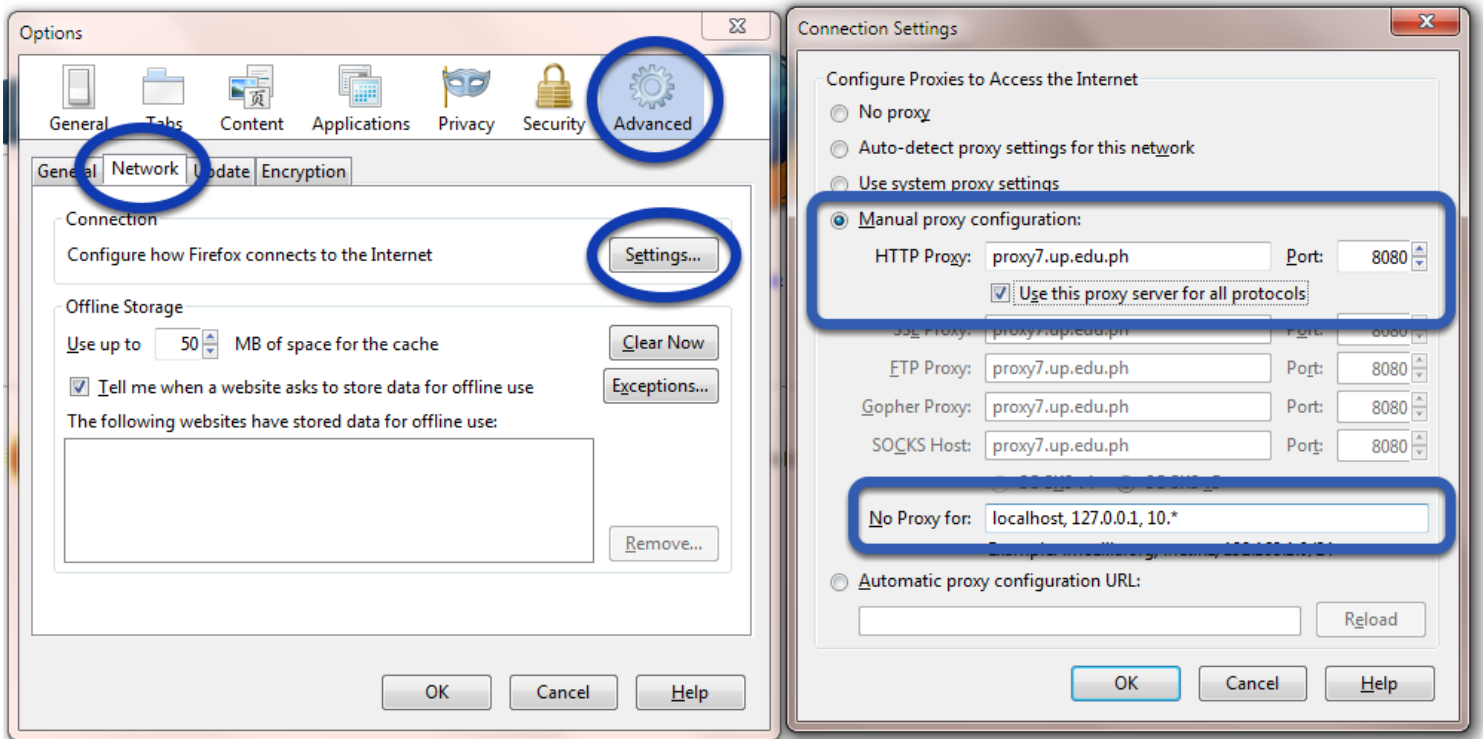 Options
General Tabs Content Applications Privacy Security Advanced
页
General Network Update Encryption
Connection
Configure how Firefox connects to the Internet
Settings...
Offline Storage
Use up to 50 MB of space for the cache
Clear Now
Tell me when a website asks to store data for offline use
Exceptions...
The following websites have stored data for offline use:
Remove...
OK Cancel Help
Connection Settings
Configure Proxies to Access the Internet
No proxy
Auto-detect proxy settings for this network
Use system proxy settings
Manual proxy configuration:
HTTP Proxy: proxy7.up.edu.ph Port: 8080
Use this proxy server for all protocols
SSL Proxy: proxy7.up.edu.ph Port: 8080
FTP Proxy: proxy7.up.edu.ph Port: 8080
Gopher Proxy: proxy7.up.edu.ph Port: 8080
SOCKS Host: proxy7.up.edu.ph Port: 8080
No Proxy for: localhost, 127.0.0.1, 10.*
Automatic proxy configuration URL:
Reload
OK Cancel Help